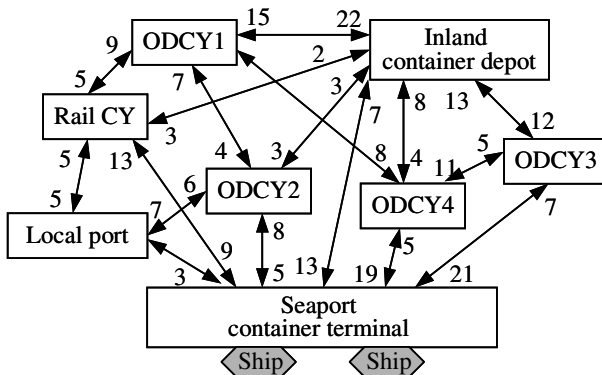 15
22
ODCY1
Inland
container depot
9
2
5
7
3
8
13
7
Rail CY
3
12
5
13
4
3
8
4
11
5
ODCY3
6
ODCY2
ODCY4
5
7
7
Local port
8
5
9
3
5
13
19
21
Seaport
container terminal
Ship
Ship